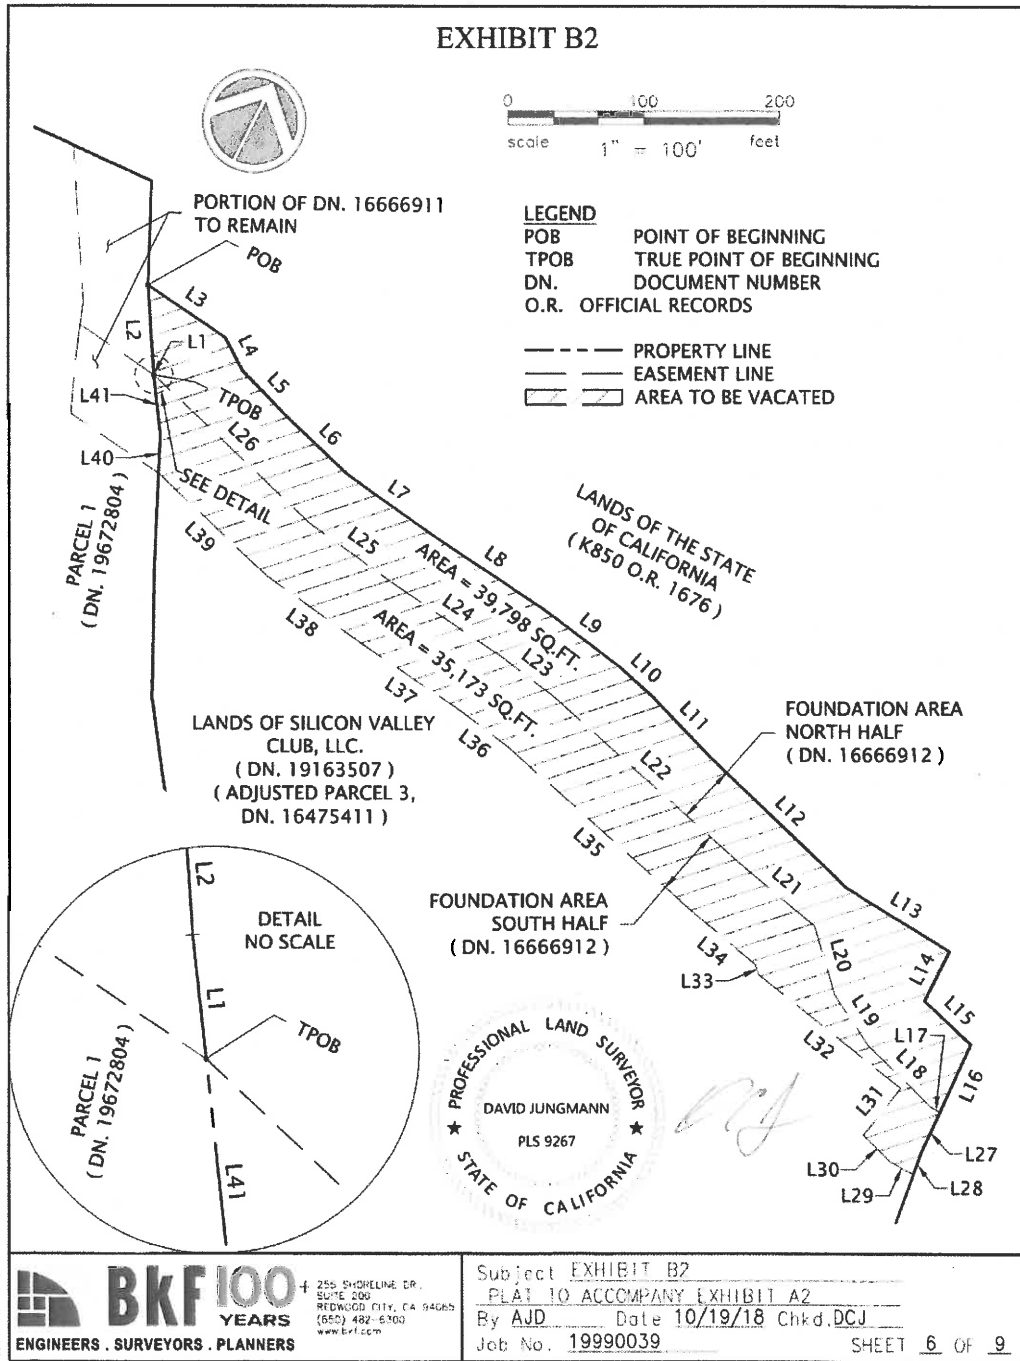 EXHIBIT B2
0 100 200
scale 1" = 100' feet
PORTION OF DN. 16666911
TO REMAIN
POB
LEGEND
POB POINT OF BEGINNING
TPOB TRUE POINT OF BEGINNING
DN. DOCUMENT NUMBER
O.R. OFFICIAL RECORDS
PROPERTY LINE
EASEMENT LINE
AREA TO BE VACATED
L3
L2
L1
L4
L5
L41
TPOB
L26
L6
L40
SEE DETAIL
L7
PARCEL 1
( DN. 19672804 )
L39
L25
L8
LANDS OF THE STATE
OF CALIFORNIA
( K850 O.R. 1676 )
AREA = 39,798 SQ.FT.
L24
L9
L38
AREA = 35,173 SQ.FT.
L23
L10
L37
L11
L36
L22
LANDS OF SILICON VALLEY
CLUB, LLC.
( DN. 19163507 )
( ADJUSTED PARCEL 3,
DN. 16475411 )
FOUNDATION AREA
NORTH HALF
( DN. 16666912 )
L12
L35
L21
L13
FOUNDATION AREA
SOUTH HALF
( DN. 16666912 )
L34
L33
L20
L14
L15
L19
L17
L32
L18
L16
L31
L30
L29
L27
L28
L2
DETAIL
NO SCALE
L1
TPOB
PARCEL 1
( DN. 19672804 )
L41
PROFESSIONAL LAND SURVEYOR
DAVID JUNGMANN
PLS 9267
STATE OF CALIFORNIA
BKF 100+ YEARS
ENGINEERS . SURVEYORS . PLANNERS
255 SHORELINE DR.
SUITE 200
REDWOOD CITY, CA 94065
(650) 482-6300
www.bkf.com
Subject EXHIBIT B2
PLAT TO ACCOMPANY EXHIBIT A2
By AJD Date 10/19/18 Chkd.DCJ
Job No. 19990039 SHEET 6 OF 9